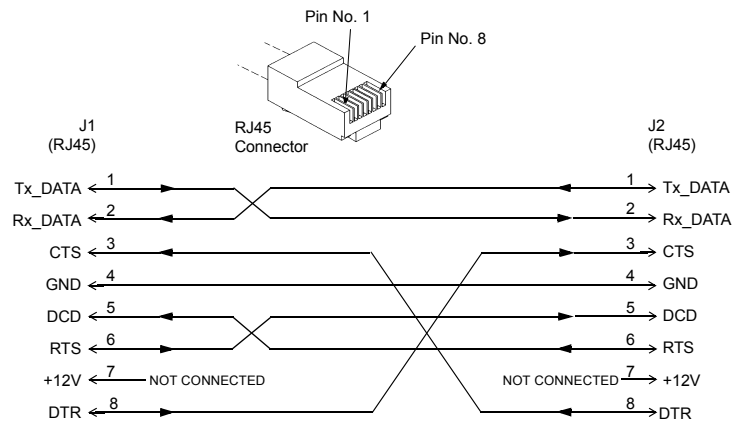 Pin No. 1
Pin No. 8
RJ45
Connector
J1
(RJ45)
J2
(RJ45)
Tx_DATA 1 1 Tx_DATA
Rx_DATA 2 2 Rx_DATA
CTS 3 3 CTS
GND 4 4 GND
DCD 5 5 DCD
RTS 6 6 RTS
+12V 7 NOT CONNECTED NOT CONNECTED 7 +12V
DTR 8 8 DTR